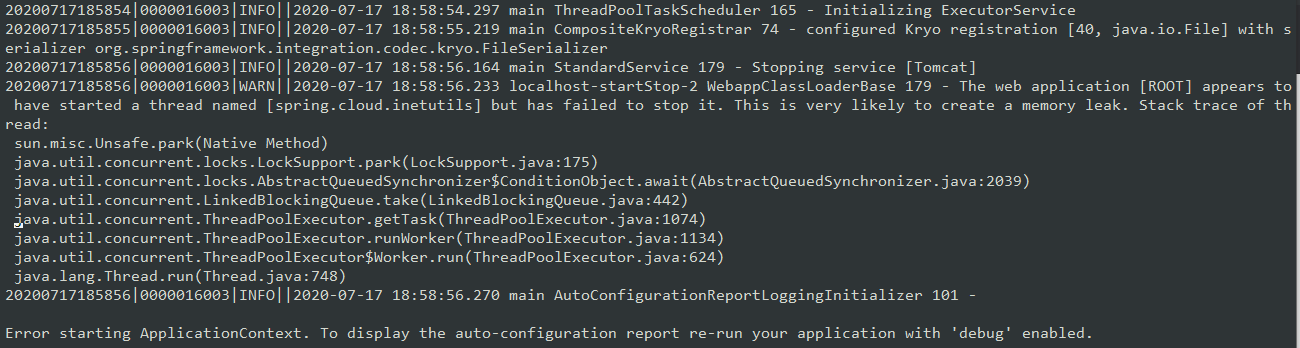 20200717185854|0000016003|INFO||2020-07-17 18:58:54.297 main ThreadPoolTaskScheduler 165 - Initializing ExecutorService
20200717185855|0000016003|INFO||2020-07-17 18:58:55.219 main CompositeKryoRegistrar 74 - configured Kryo registration [40, java.io.File] with s
erializer org.springframework.integration.codec.kryo.FileSerializer
20200717185856|0000016003|INFO||2020-07-17 18:58:56.164 main StandardService 179 - Stopping service [Tomcat]
20200717185856|0000016003|WARN||2020-07-17 18:58:56.233 localhost-startStop-2 WebappClassLoaderBase 179 - The web application [ROOT] appears to
have started a thread named [spring.cloud.inetutils] but has failed to stop it. This is very likely to create a memory leak. Stack trace of th
read:
sun.misc.Unsafe.park(Native Method)
java.util.concurrent.locks.LockSupport.park(LockSupport.java:175)
java.util.concurrent.locks.AbstractQueuedSynchronizer$ConditionObject.await(AbstractQueuedSynchronizer.java:2039)
java.util.concurrent.LinkedBlockingQueue.take(LinkedBlockingQueue.java:442)
java.util.concurrent.ThreadPoolExecutor.getTask(ThreadPoolExecutor.java:1074)
java.util.concurrent.ThreadPoolExecutor.runWorker(ThreadPoolExecutor.java:1134)
java.util.concurrent.ThreadPoolExecutor$Worker.run(ThreadPoolExecutor.java:624)
java.lang.Thread.run(Thread.java:748)
20200717185856|0000016003|INFO||2020-07-17 18:58:56.270 main AutoConfigurationReportLoggingInitializer 101 -
Error starting ApplicationContext. To display the auto-configuration report re-run your application with 'debug' enabled.